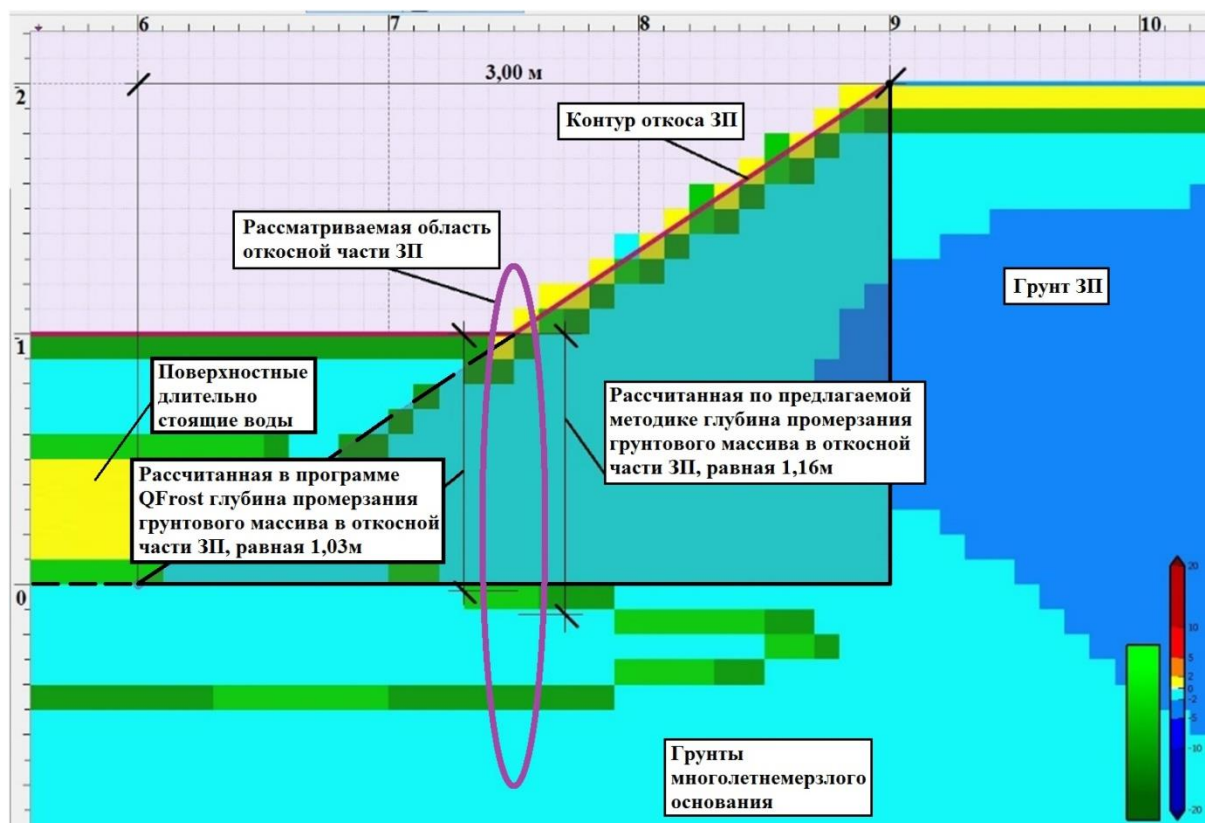 6
7
8
9
10
3,00 м
2
Контур откоса ЗП
Рассматриваемая область
откосной части ЗП
Грунт ЗП
1
Поверхностные
длительно
стоящие воды
Рассчитанная по предлагаемой
методике глубина промерзания
грунтового массива в откосной
части ЗП, равная 1,16м
Рассчитанная в программе
QFrost глубина промерзания
грунтового массива в откосной
части ЗП, равная 1,03м
0
Грунты
многолетнемерзлого
основания
20
10
5
2
0
-2
-5
-10
-20